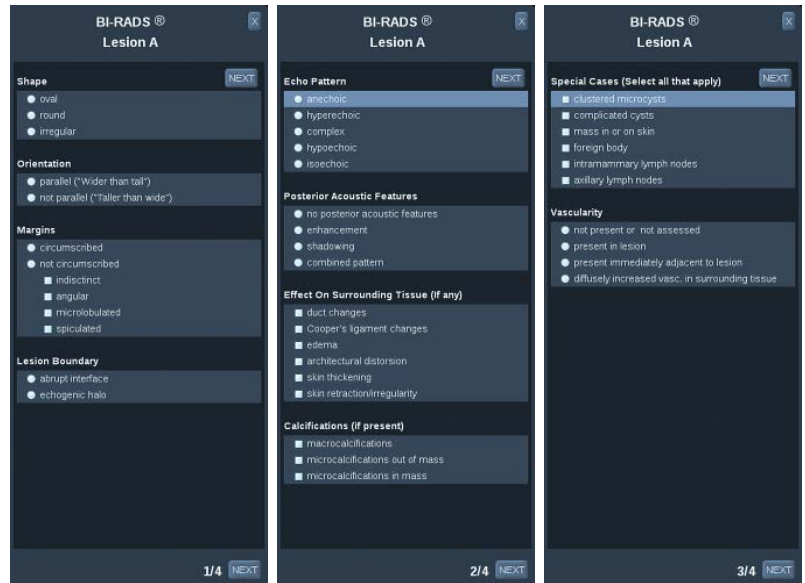 BI-RADS ®
X
Lesion A
NEXT
Shape
oval
round
irregular
Orientation
parallel ("Wider than tall")
not parallel ("Taller than wide")
Margins
circumscribed
not circumscribed
indisctinct
angular
microlobulated
spiculated
Lesion Boundary
abrupt interface
echogenic halo
1/4 NEXT
BI-RADS ®
X
Lesion A
NEXT
Echo Pattern
anechoic
hyperechoic
complex
hypoechoic
isoechoic
Posterior Acoustic Features
no posterior acoustic features
enhancement
shadowing
combined pattern
Effect On Surrounding Tissue (If any)
duct changes
Cooper's ligament changes
edema
architectural distorsion
skin thickening
skin retraction/irregularity
Calcifications (if present)
macrocalcifications
microcalcifications out of mass
microcalcifications in mass
2/4 NEXT
BI-RADS ®
X
Lesion A
Special Cases (Select all that apply) NEXT
clustered microcysts
complicated cysts
mass in or on skin
foreign body
intramammary lymph nodes
axillary lymph nodes
Vascularity
not present or not assessed
present in lesion
present immediately adjacent to lesion
diffusely increased vasc. in surrounding tissue
3/4 NEXT